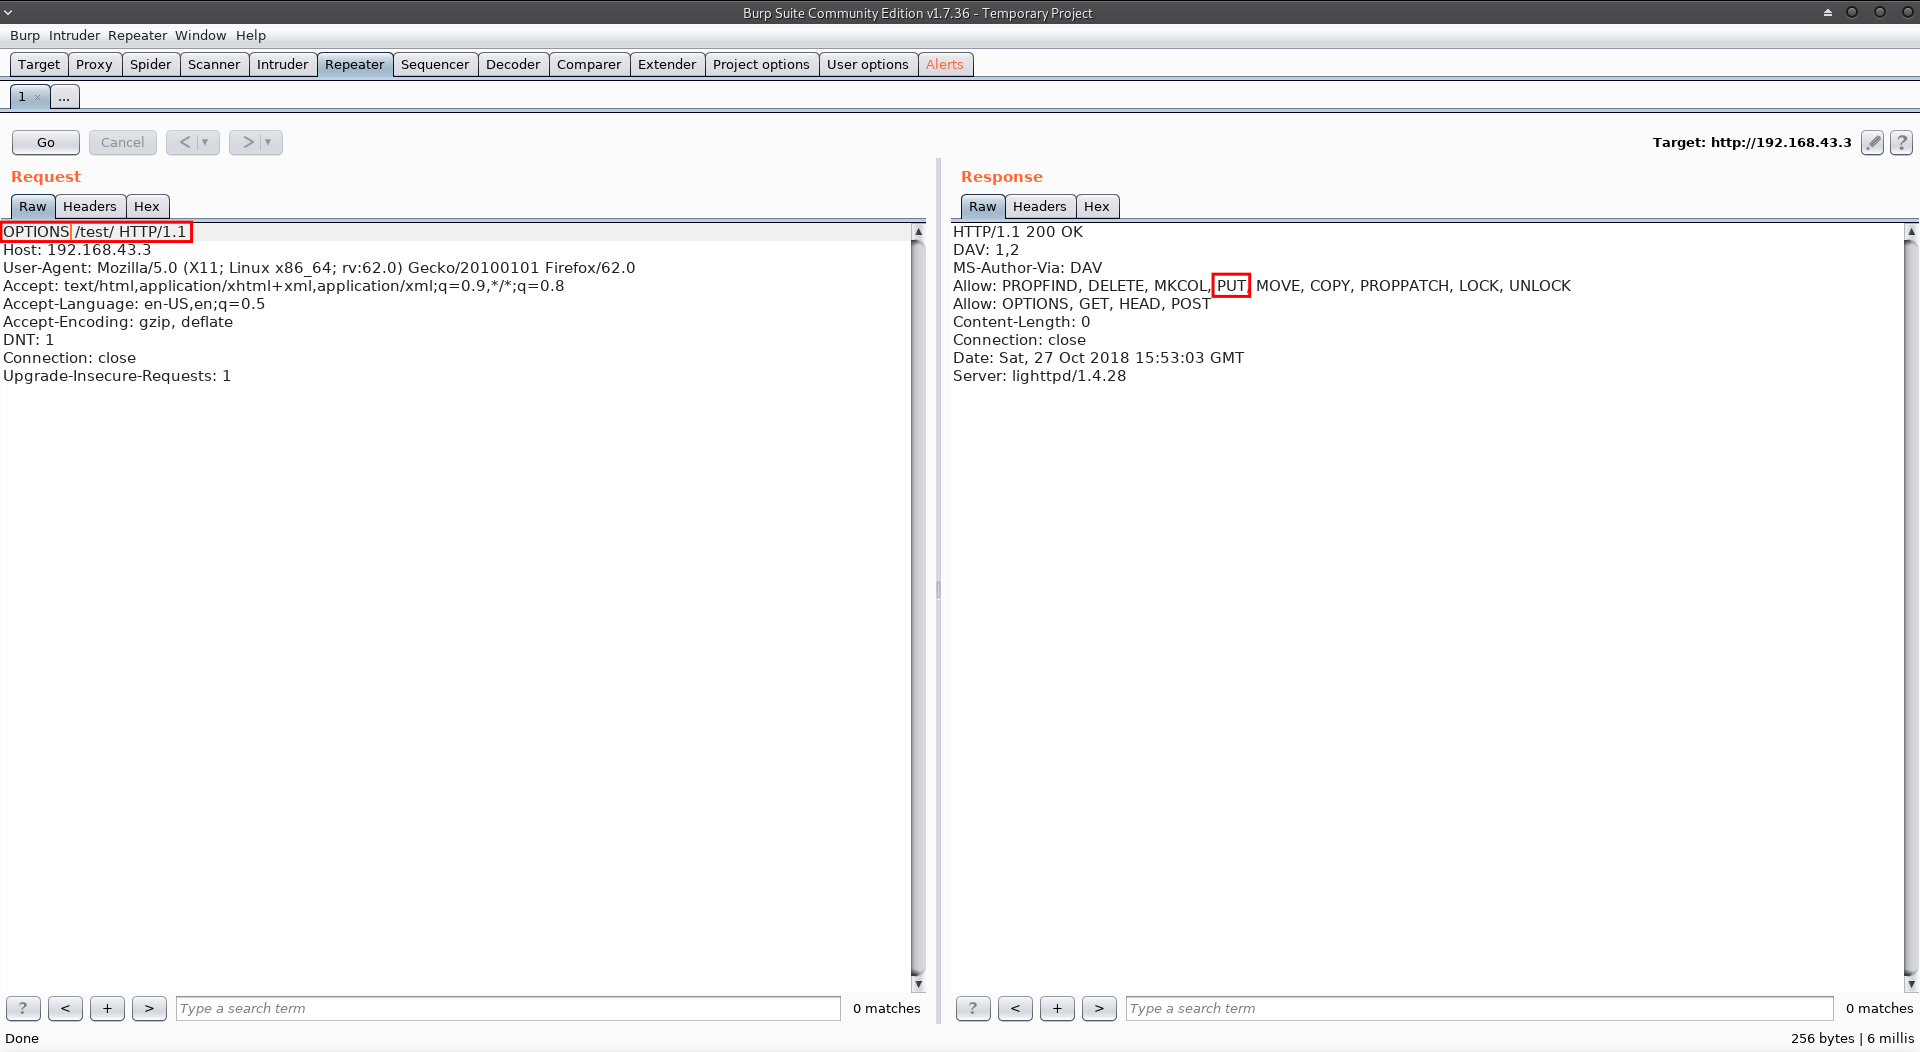 Burp Suite Community Edition v1.7.36 - Temporary Project
Burp Intruder Repeater Window Help
Target Proxy Spider Scanner Intruder Repeater Sequencer Decoder Comparer Extender Project options User options Alerts
1 × ...
Go Cancel < > Target: http://192.168.43.3 ?
Request
Raw Headers Hex
OPTIONS /test/ HTTP/1.1
Host: 192.168.43.3
User-Agent: Mozilla/5.0 (X11; Linux x86_64; rv:62.0) Gecko/20100101 Firefox/62.0
Accept: text/html,application/xhtml+xml,application/xml;q=0.9,*/*;q=0.8
Accept-Language: en-US,en;q=0.5
Accept-Encoding: gzip, deflate
DNT: 1
Connection: close
Upgrade-Insecure-Requests: 1
? < + > Type a search term 0 matches
Response
Raw Headers Hex
HTTP/1.1 200 OK
DAV: 1,2
MS-Author-Via: DAV
Allow: PROPFIND, DELETE, MKCOL, PUT, MOVE, COPY, PROPPATCH, LOCK, UNLOCK
Allow: OPTIONS, GET, HEAD, POST
Content-Length: 0
Connection: close
Date: Sat, 27 Oct 2018 15:53:03 GMT
Server: lighttpd/1.4.28
? < + > Type a search term 0 matches
Done 256 bytes | 6 millis